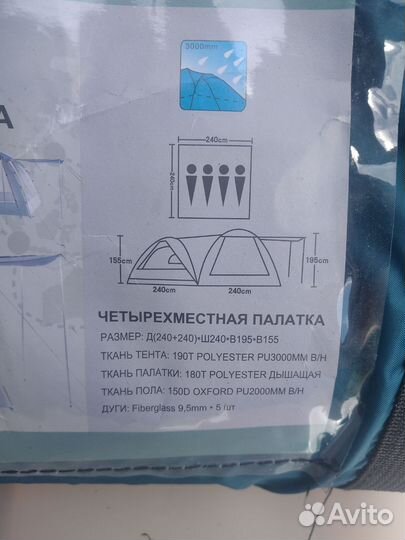 3000mm
А
240cm
240cm
155cm
195cm
240cm
240cm
ЧЕТЫРЕХМЕСТНАЯ ПАЛАТКА
РАЗМЕР: Д(240+240)•Ш240•В195•В155
ТКАНЬ ТЕНТА: 190T POLYESTER PU3000MM В/Н
ТКАНЬ ПАЛАТКИ: 180T POLYESTER ДЫШАЩАЯ
ТКАНЬ ПОЛА: 150D OXFORD PU2000MM В/Н
ДУГИ: Fiberglass 9,5mm • 5 шт
Avito